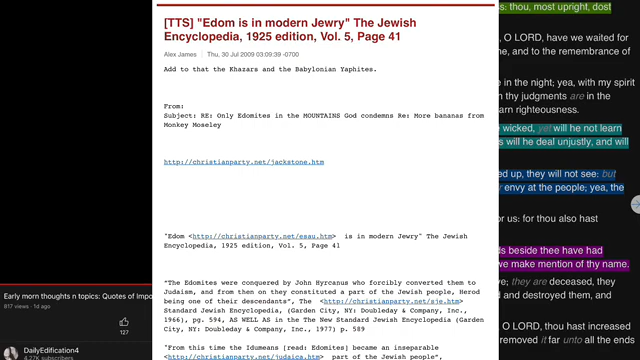 [TTS] "Edom is in modern Jewry" The Jewish
Encyclopedia, 1925 edition, Vol. 5, Page 41
Alex James Thu, 30 Jul 2009 03:09:39 -0700
Add to that the Khazars and the Babylonian Yaphites.
From:
Subject: RE: Only Edomites in the MOUNTAINS God condemns Re: More bananas from
Monkey Moseley
http://christianparty.net/jackstone.htm
"Edom <http://christianparty.net/esau.htm> is in modern Jewry" The Jewish
Encyclopedia, 1925 edition, Vol. 5, Page 41
"The Edomites were conquered by John Hyrcanus who forcibly converted them to
Judaism, and from then on they constituted a part of the Jewish people, Herod
being one of their descendants", The <http://christianparty.net/sje.htm>
Standard Jewish Encyclopedia, (Garden City, NY: Doubleday & Company, Inc.,
1966), pg. 594, AS WELL AS in the The New Standard Jewish Encyclopedia (Garden
City, NY: Doubleday & Company, Inc., 1977) p. 589
"From this time the Idumeans [read: Edomites] became an inseparable
<http://christianparty.net/judaica.htm> part of the Jewish people",
Early morn thoughts n topics: Quotes of Impo
817 views · 1d ago
127
DailyEdification4
4.77K subscribers
s: thou, most upright, dost
, O LORD, have we waited for
ne, and to the remembrance of
e in the night; yea, with my spirit
n thy judgments are in the
arn righteousness.
wicked, yet will he not learn
s will he deal unjustly, and will
ed up, they will not see: but
envy at the people; yea, the
or us: for thou also hast
ds beside thee have had
we make mention of thy name.
ve; they are deceased, they
d and destroyed them, and
O LORD, thou hast increased
removed it far unto all the ends